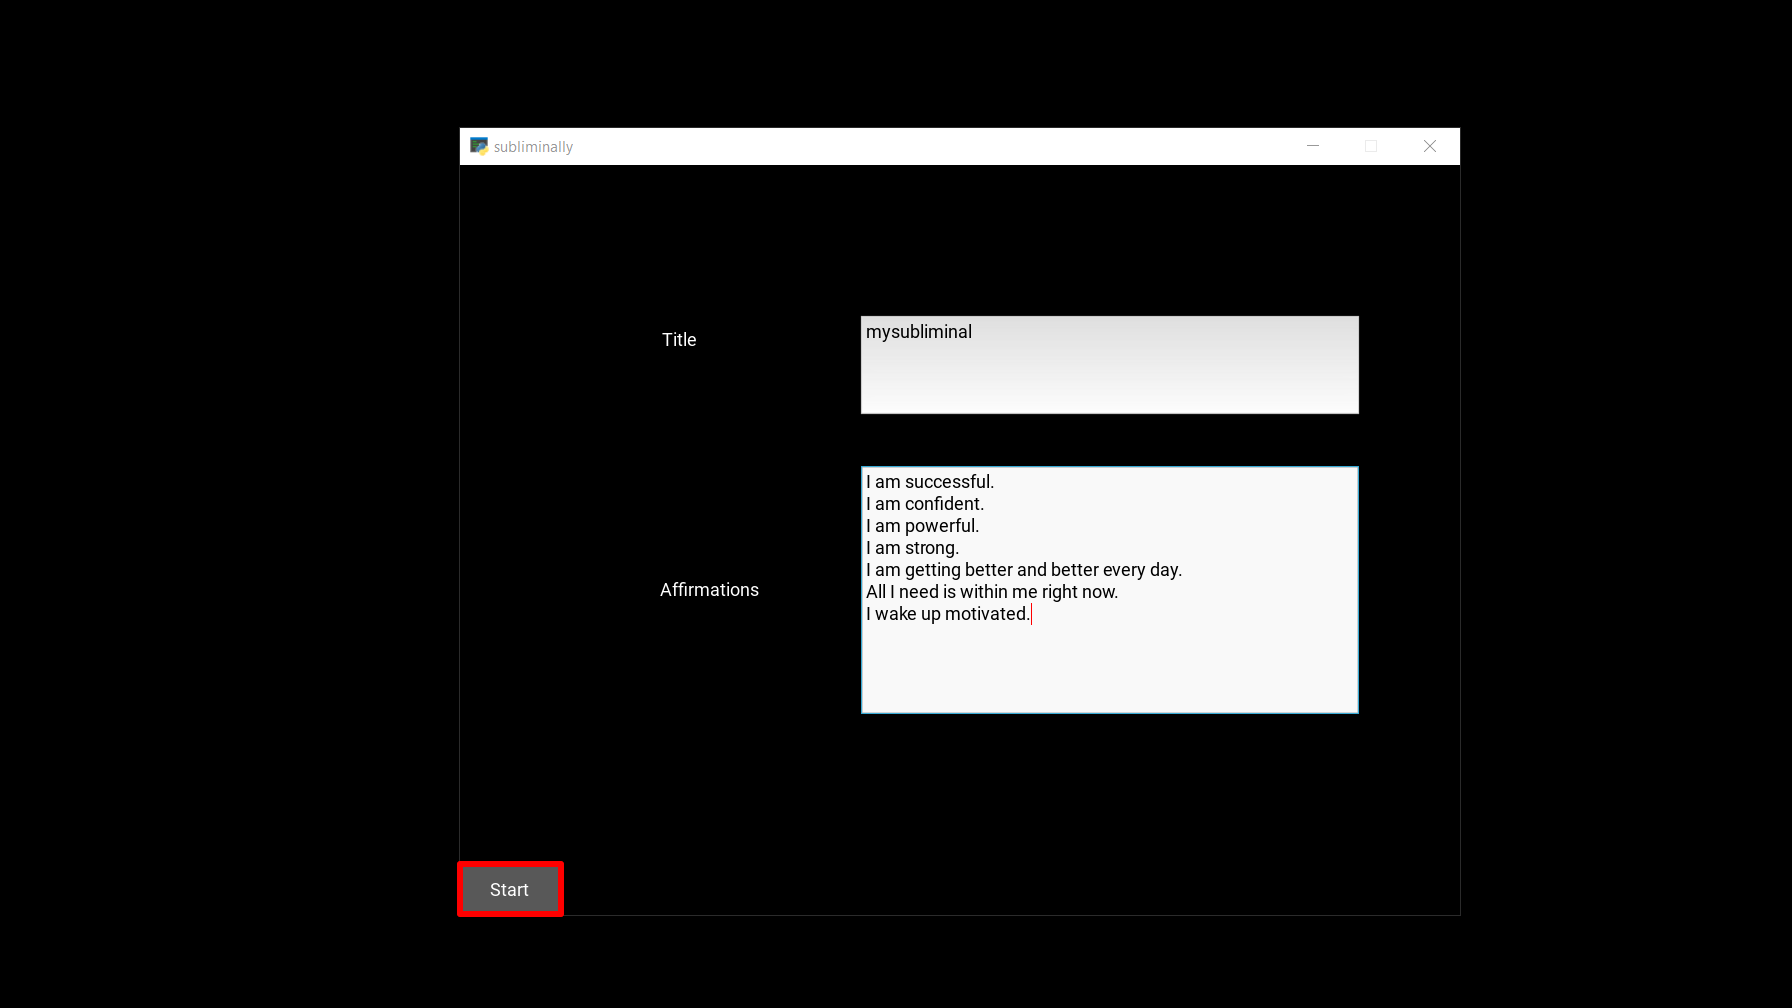 subliminally
Title
mysubliminal
Affirmations
I am successful.
I am confident.
I am powerful.
I am strong.
I am getting better and better every day.
All I need is within me right now.
I wake up motivated.
Start